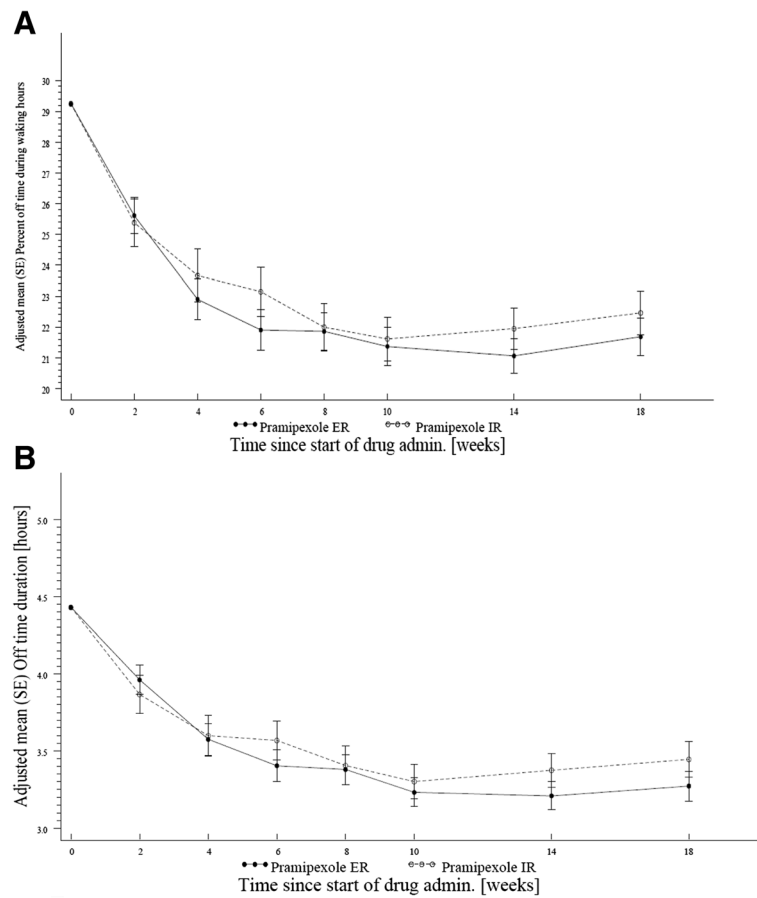 A
Adjusted mean (SE) Percent off time during waking hours
30
29
28
27
26
25
24
23
22
21
20
0 2 4 6 8 10 14 18
Pramipexole ER Pramipexole IR
Time since start of drug admin. [weeks]
B
Adjusted mean (SE) Off time duration [hours]
5.0
4.5
4.0
3.5
3.0
0 2 4 6 8 10 14 18
Pramipexole ER Pramipexole IR
Time since start of drug admin. [weeks]